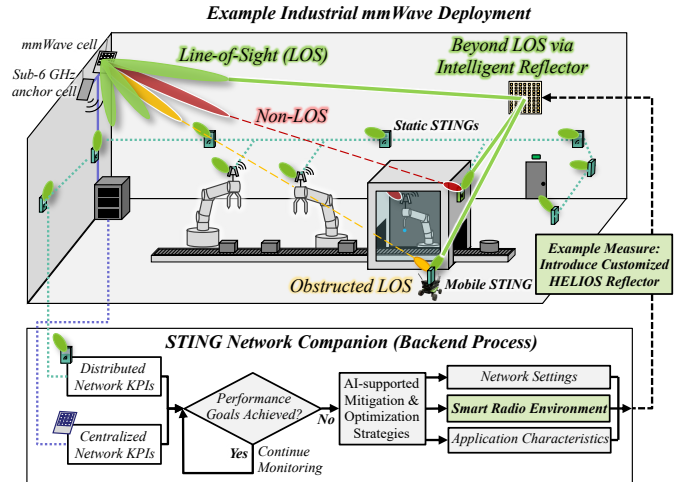 Example Industrial mmWave Deployment
mmWave cell
Sub-6 GHz
anchor cell
Line-of-Sight (LOS)
Beyond LOS via
Intelligent Reflector
Non-LOS
Static STINGs
Obstructed LOS
Mobile STING
Example Measure:
Introduce Customized
HELIOS Reflector
STING Network Companion (Backend Process)
Distributed
Network KPIs
Centralized
Network KPIs
Performance
Goals Achieved?
No
Yes
Continue
Monitoring
AI-supported
Mitigation &
Optimization
Strategies
Network Settings
Smart Radio Environment
Application Characteristics